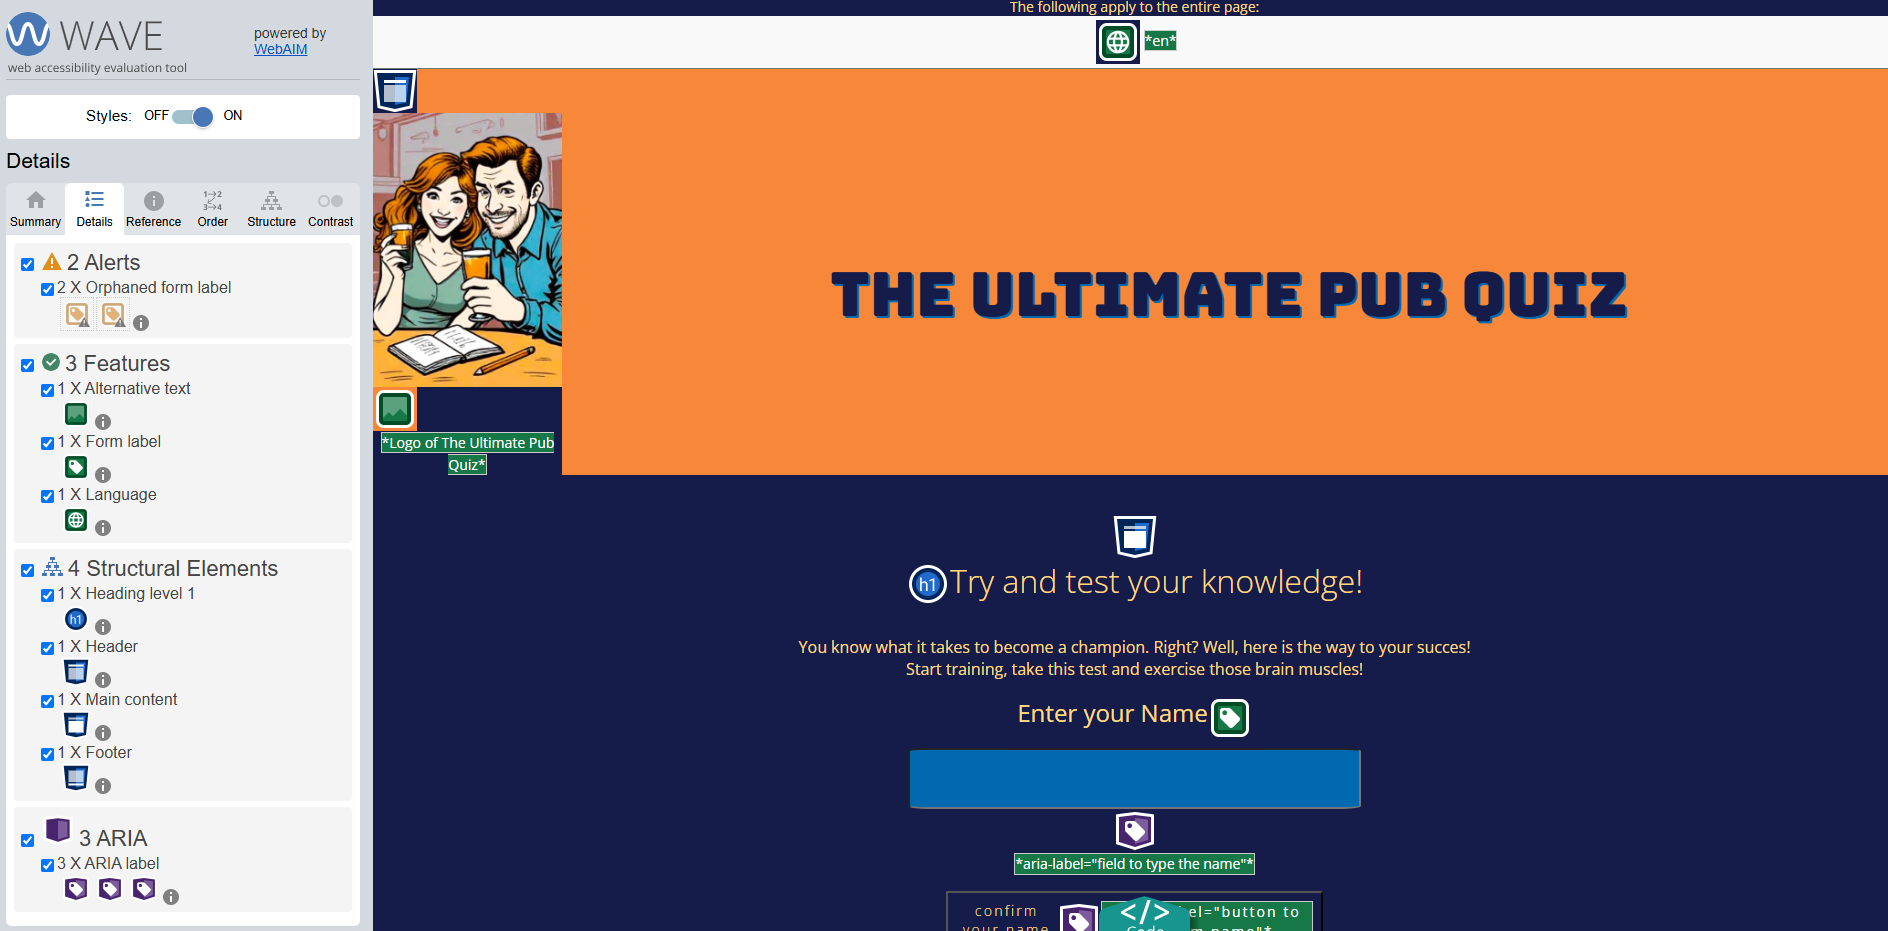 WAVE
powered by
WebAIM
web accessibility evaluation tool
Styles: OFF ON
Details
Summary Details Reference Order Structure Contrast
2 Alerts
2 X Orphaned form label
3 Features
1 X Alternative text
1 X Form label
1 X Language
4 Structural Elements
1 X Heading level 1
h1
1 X Header
1 X Main content
1 X Footer
3 ARIA
3 X ARIA label
The following apply to the entire page:
*en*
THE ULTIMATE PUB QUIZ
*Logo of The Ultimate Pub
Quiz*
h1 Try and test your knowledge!
You know what it takes to become a champion. Right? Well, here is the way to your succes!
Start training, take this test and exercise those brain muscles!
Enter your Name
*aria-label="field to type the name"*
confirm
your name
el="button to
name"*
</> Code